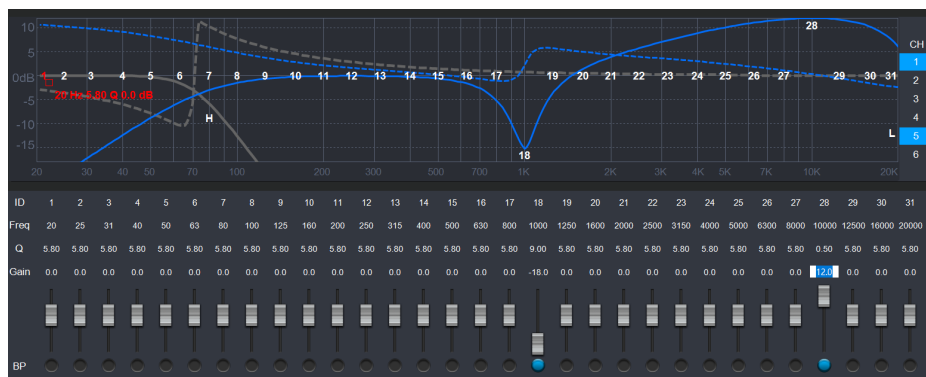 10
28
5
CH
0dB
1 2 3 4 5 6 7 8 9 10 11 12 13 14 15 16 17 19 20 21 22 23 24 25 26 27 29 30 31
1
2
20 Hz 5.80 Q 0.0 dB
-5
3
H
4
-10
L
5
-15
18
6
20 30 40 50 70 100 200 300 500 700 1K 2K 3K 4K 5K 7K 10K 20K
ID 1 2 3 4 5 6 7 8 9 10 11 12 13 14 15 16 17 18 19 20 21 22 23 24 25 26 27 28 29 30 31
Freq 20 25 31 40 50 63 80 100 125 160 200 250 315 400 500 630 800 1000 1250 1600 2000 2500 3150 4000 5000 6300 8000 10000 12500 16000 20000
Q 5.80 5.80 5.80 5.80 5.80 5.80 5.80 5.80 5.80 5.80 5.80 5.80 5.80 5.80 5.80 5.80 5.80 9.00 5.80 5.80 5.80 5.80 5.80 5.80 5.80 5.80 5.80 0.50 5.80 5.80 5.80
Gain 0.0 0.0 0.0 0.0 0.0 0.0 0.0 0.0 0.0 0.0 0.0 0.0 0.0 0.0 0.0 0.0 0.0 -18.0 0.0 0.0 0.0 0.0 0.0 0.0 0.0 0.0 0.0 12.0 0.0 0.0 0.0
BP